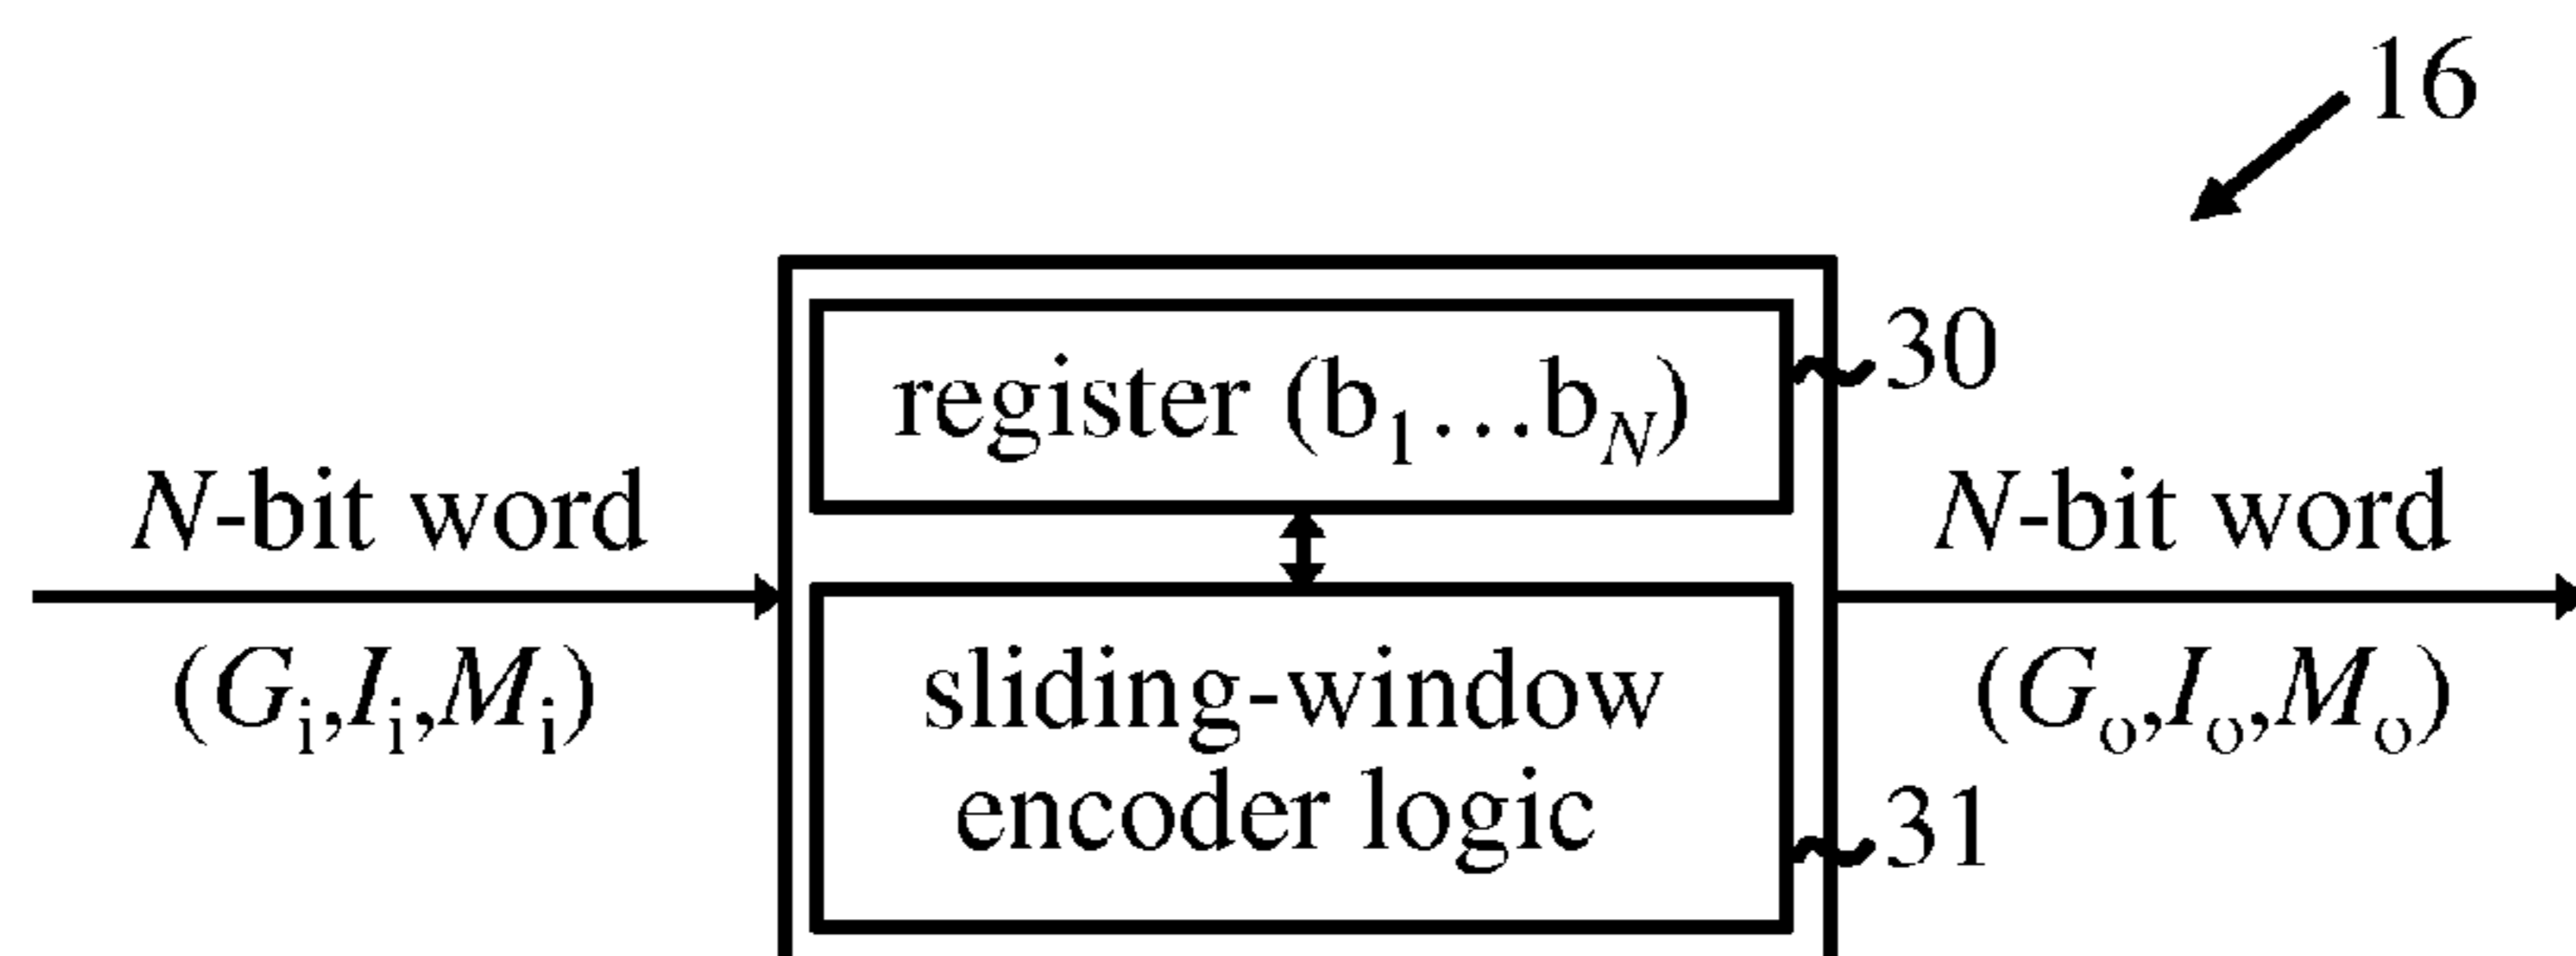 16
register (b₁…b_N)
30
N-bit word
N-bit word
(Gᵢ,Iᵢ,Mᵢ)
sliding-window
(Gₒ,Iₒ,Mₒ)
encoder logic
31